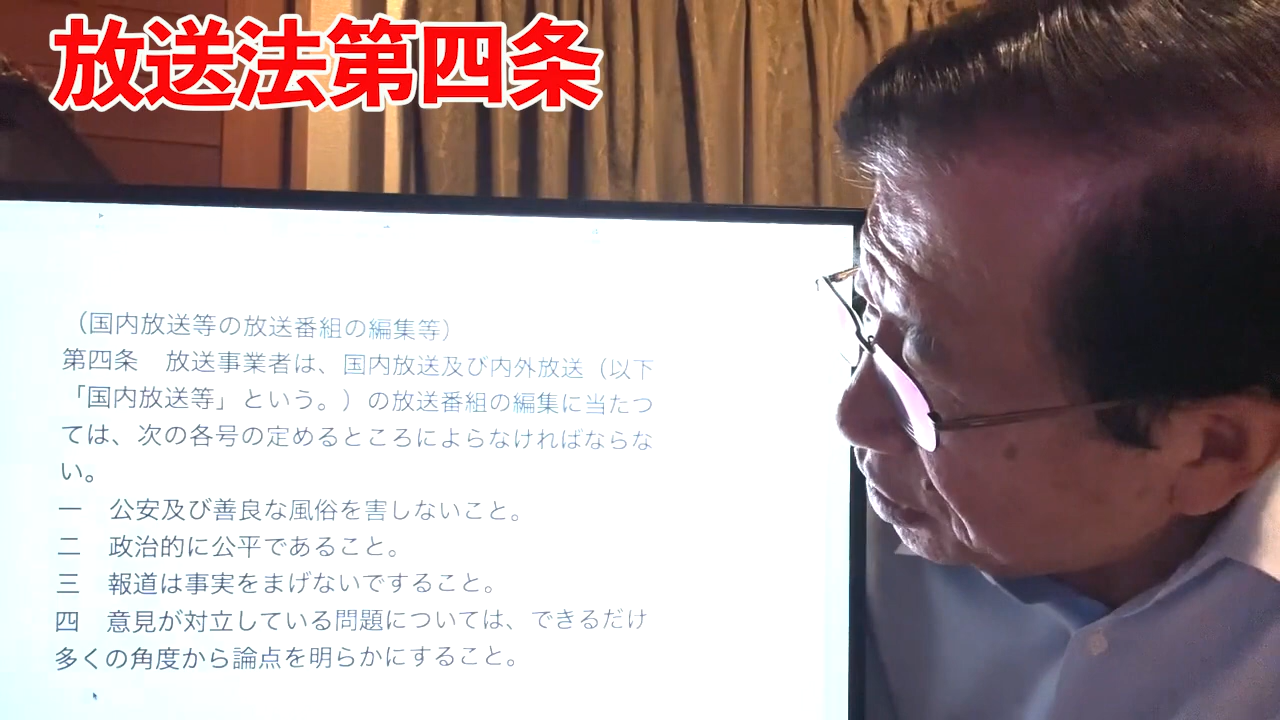 放送法第四条
（国内放送等の放送番組の編集等）
第四条　放送事業者は、国内放送及び内外放送（以下
「国内放送等」という。）の放送番組の編集に当たつ
ては、次の各号の定めるところによらなければならな
い。
一　公安及び善良な風俗を害しないこと。
二　政治的に公平であること。
三　報道は事実をまげないですること。
四　意見が対立している問題については、できるだけ
多くの角度から論点を明らかにすること。